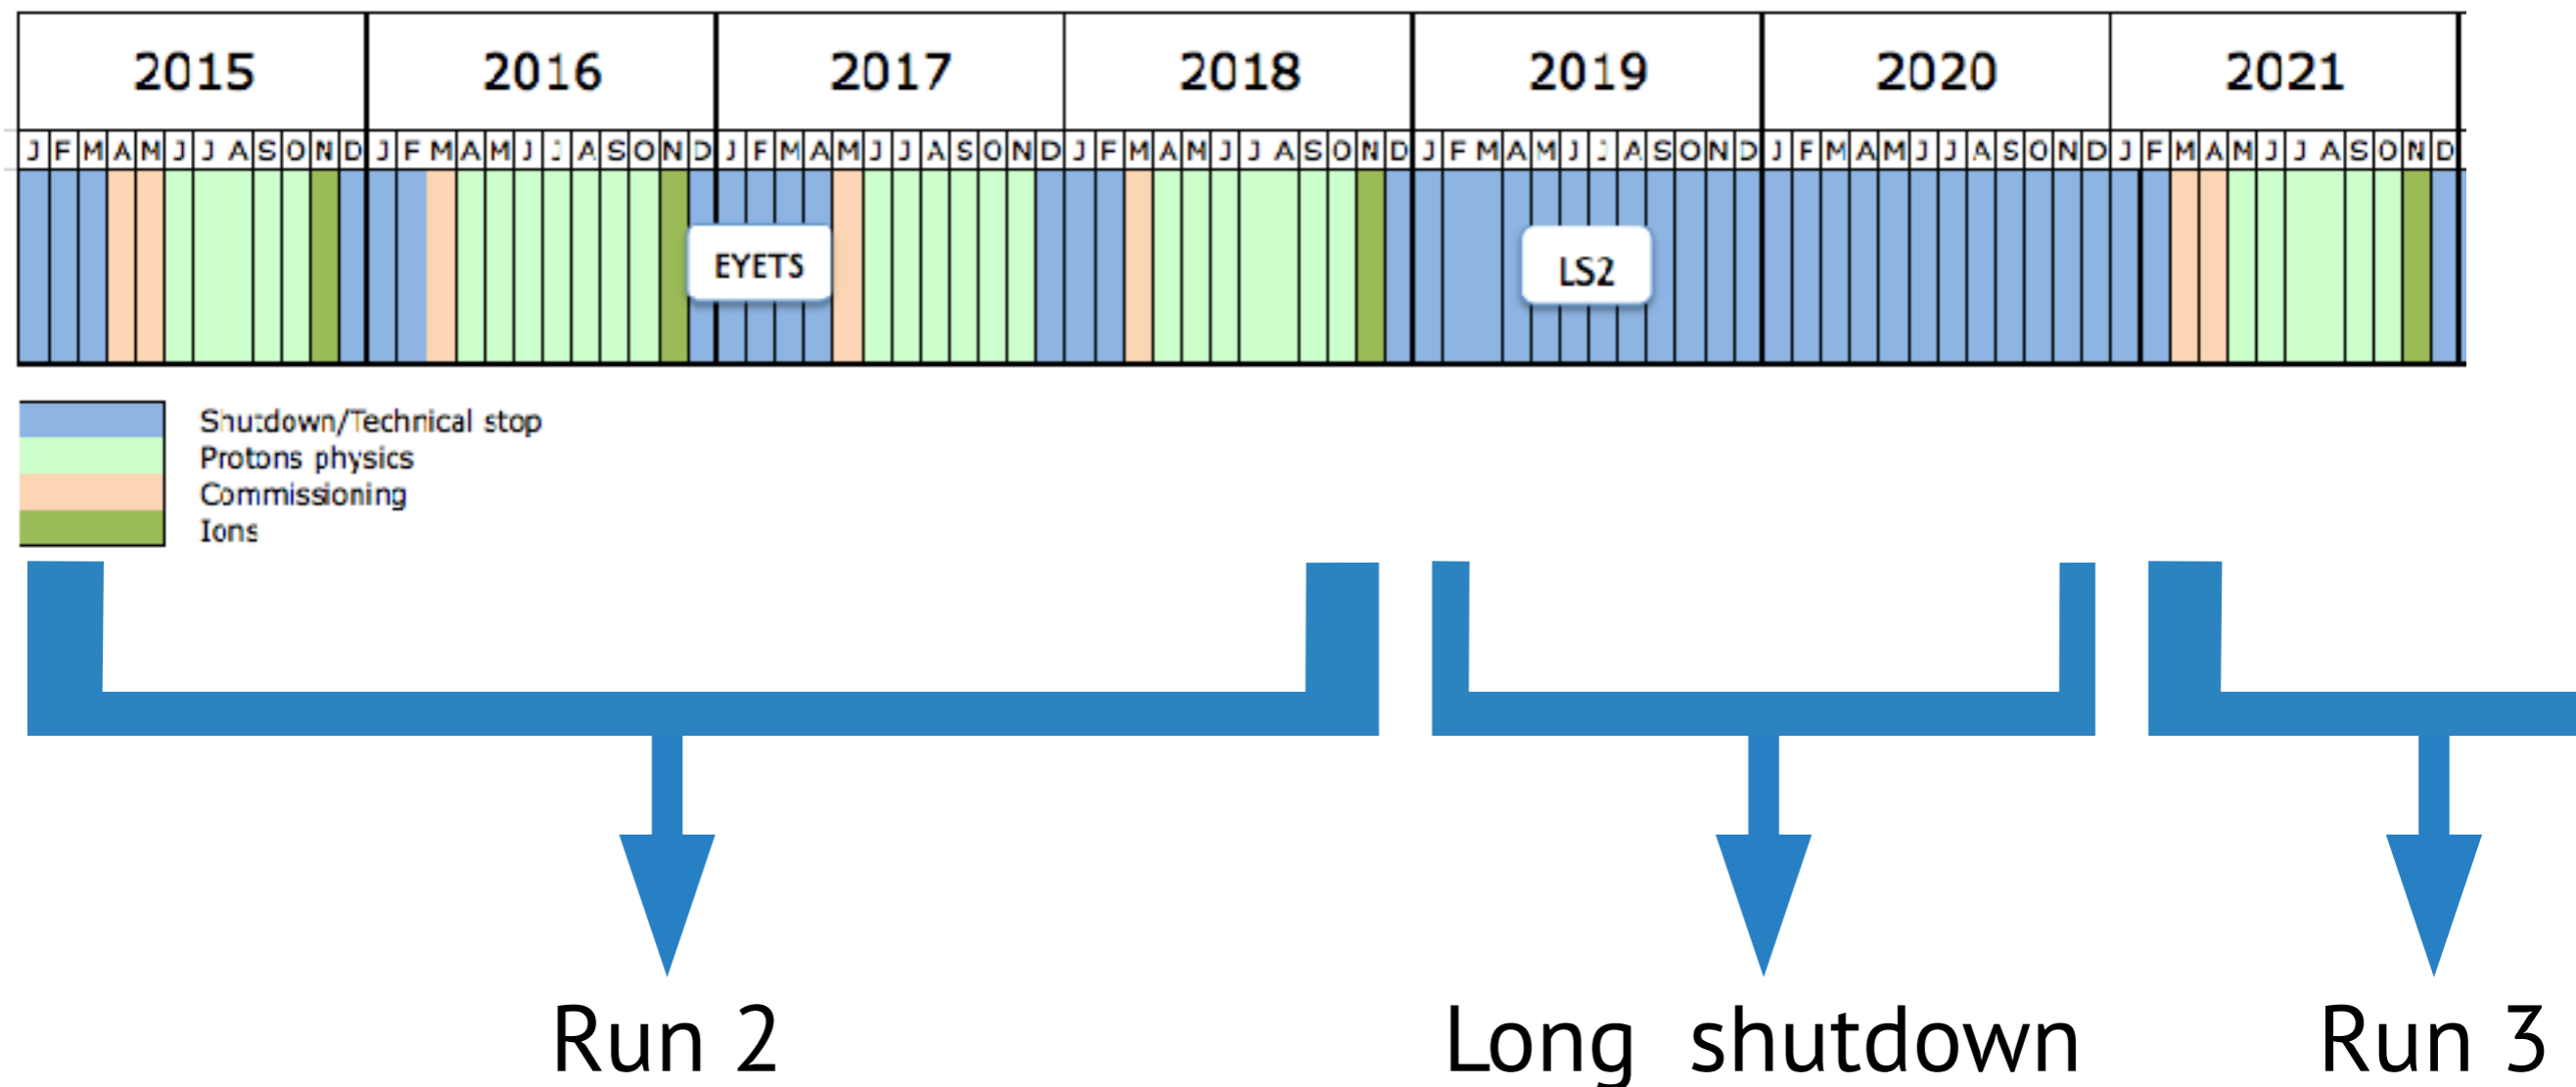 2015 2016 2017 2018 2019 2020 2021
J F M A M J J A S O N D J F M A M J J A S O N D J F M A M J J A S O N D J F M A M J J A S O N D J F M A M J J A S O N D J F M A M J J A S O N D J F M A M J J A S O N D
EYETS LS2
Shutdown/Technical stop
Protons physics
Commissioning
Ions
Run 2 Long shutdown Run 3